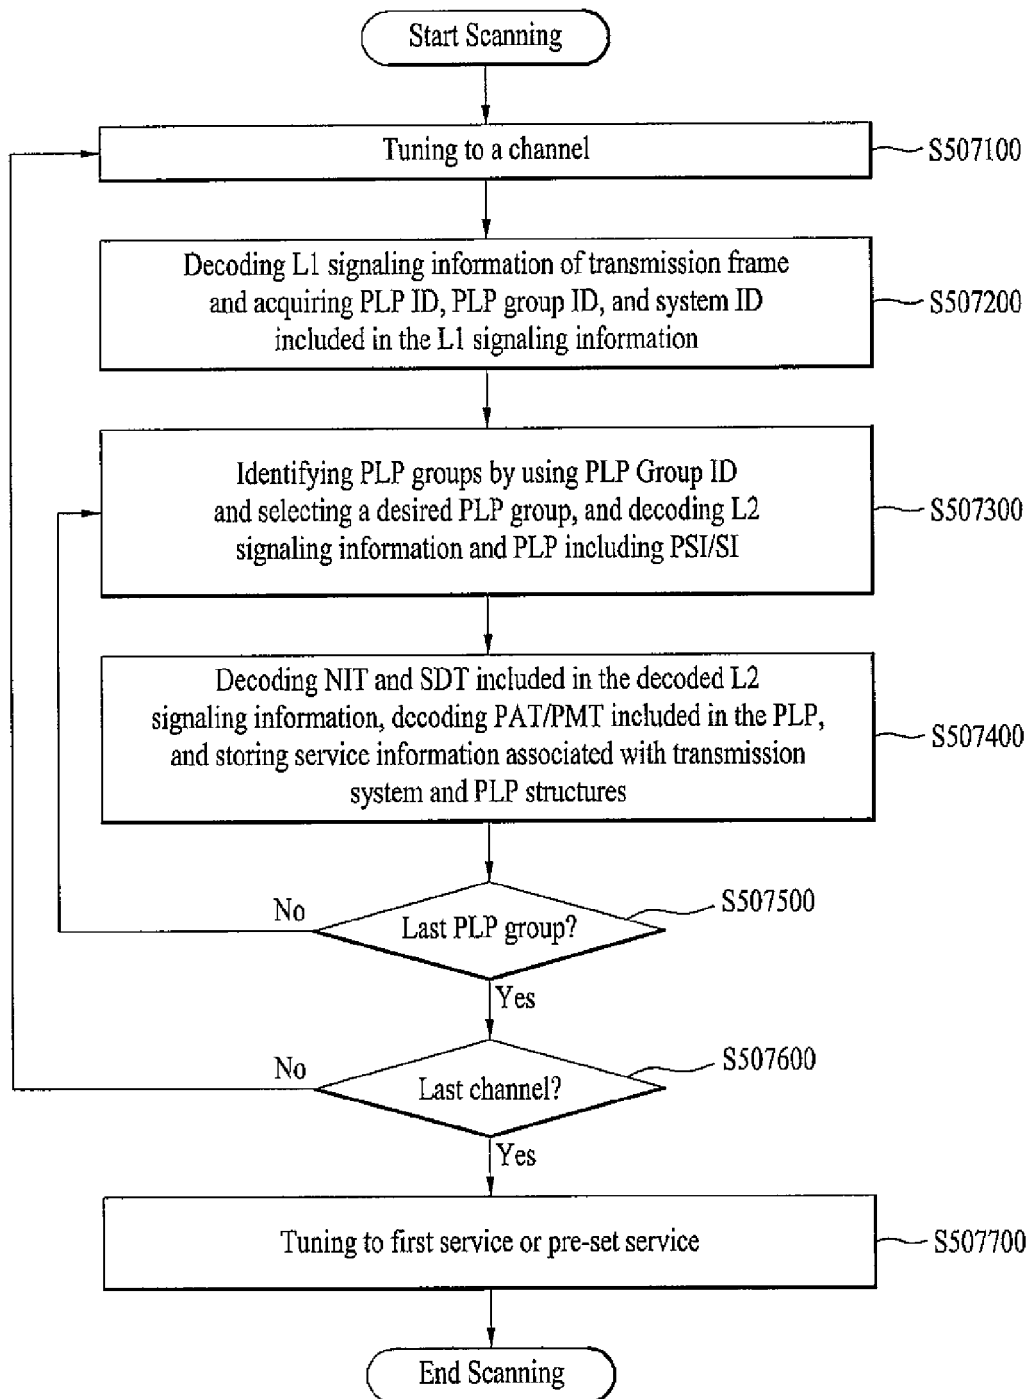 Start Scanning
Tuning to a channel
S507100
Decoding L1 signaling information of transmission frame
and acquiring PLP ID, PLP group ID, and system ID
included in the L1 signaling information
S507200
Identifying PLP groups by using PLP Group ID
and selecting a desired PLP group, and decoding L2
signaling information and PLP including PSI/SI
S507300
Decoding NIT and SDT included in the decoded L2
signaling information, decoding PAT/PMT included in the PLP,
and storing service information associated with transmission
system and PLP structures
S507400
No
Last PLP group?
S507500
Yes
No
Last channel?
S507600
Yes
Tuning to first service or pre-set service
S507700
End Scanning